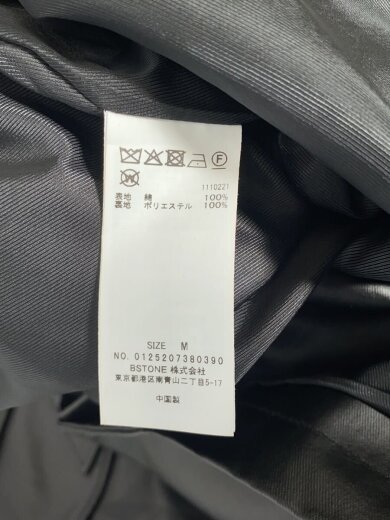 1110221
表地 綿 100%
裏地 ポリエステル 100%
SIZE M
NO. 0125207380390
BSTONE 株式会社
東京都港区南青山二丁目5-17
中国製